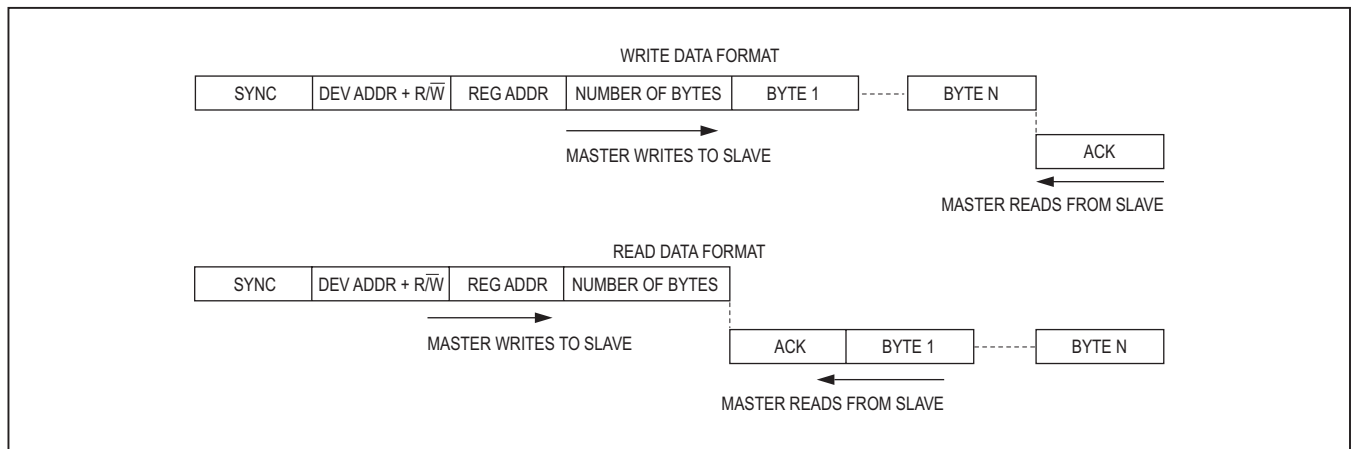 WRITE DATA FORMAT
SYNC DEV ADDR + R/W̅ REG ADDR NUMBER OF BYTES BYTE 1 BYTE N
MASTER WRITES TO SLAVE
ACK
MASTER READS FROM SLAVE
READ DATA FORMAT
SYNC DEV ADDR + R/W̅ REG ADDR NUMBER OF BYTES
MASTER WRITES TO SLAVE
ACK BYTE 1 BYTE N
MASTER READS FROM SLAVE